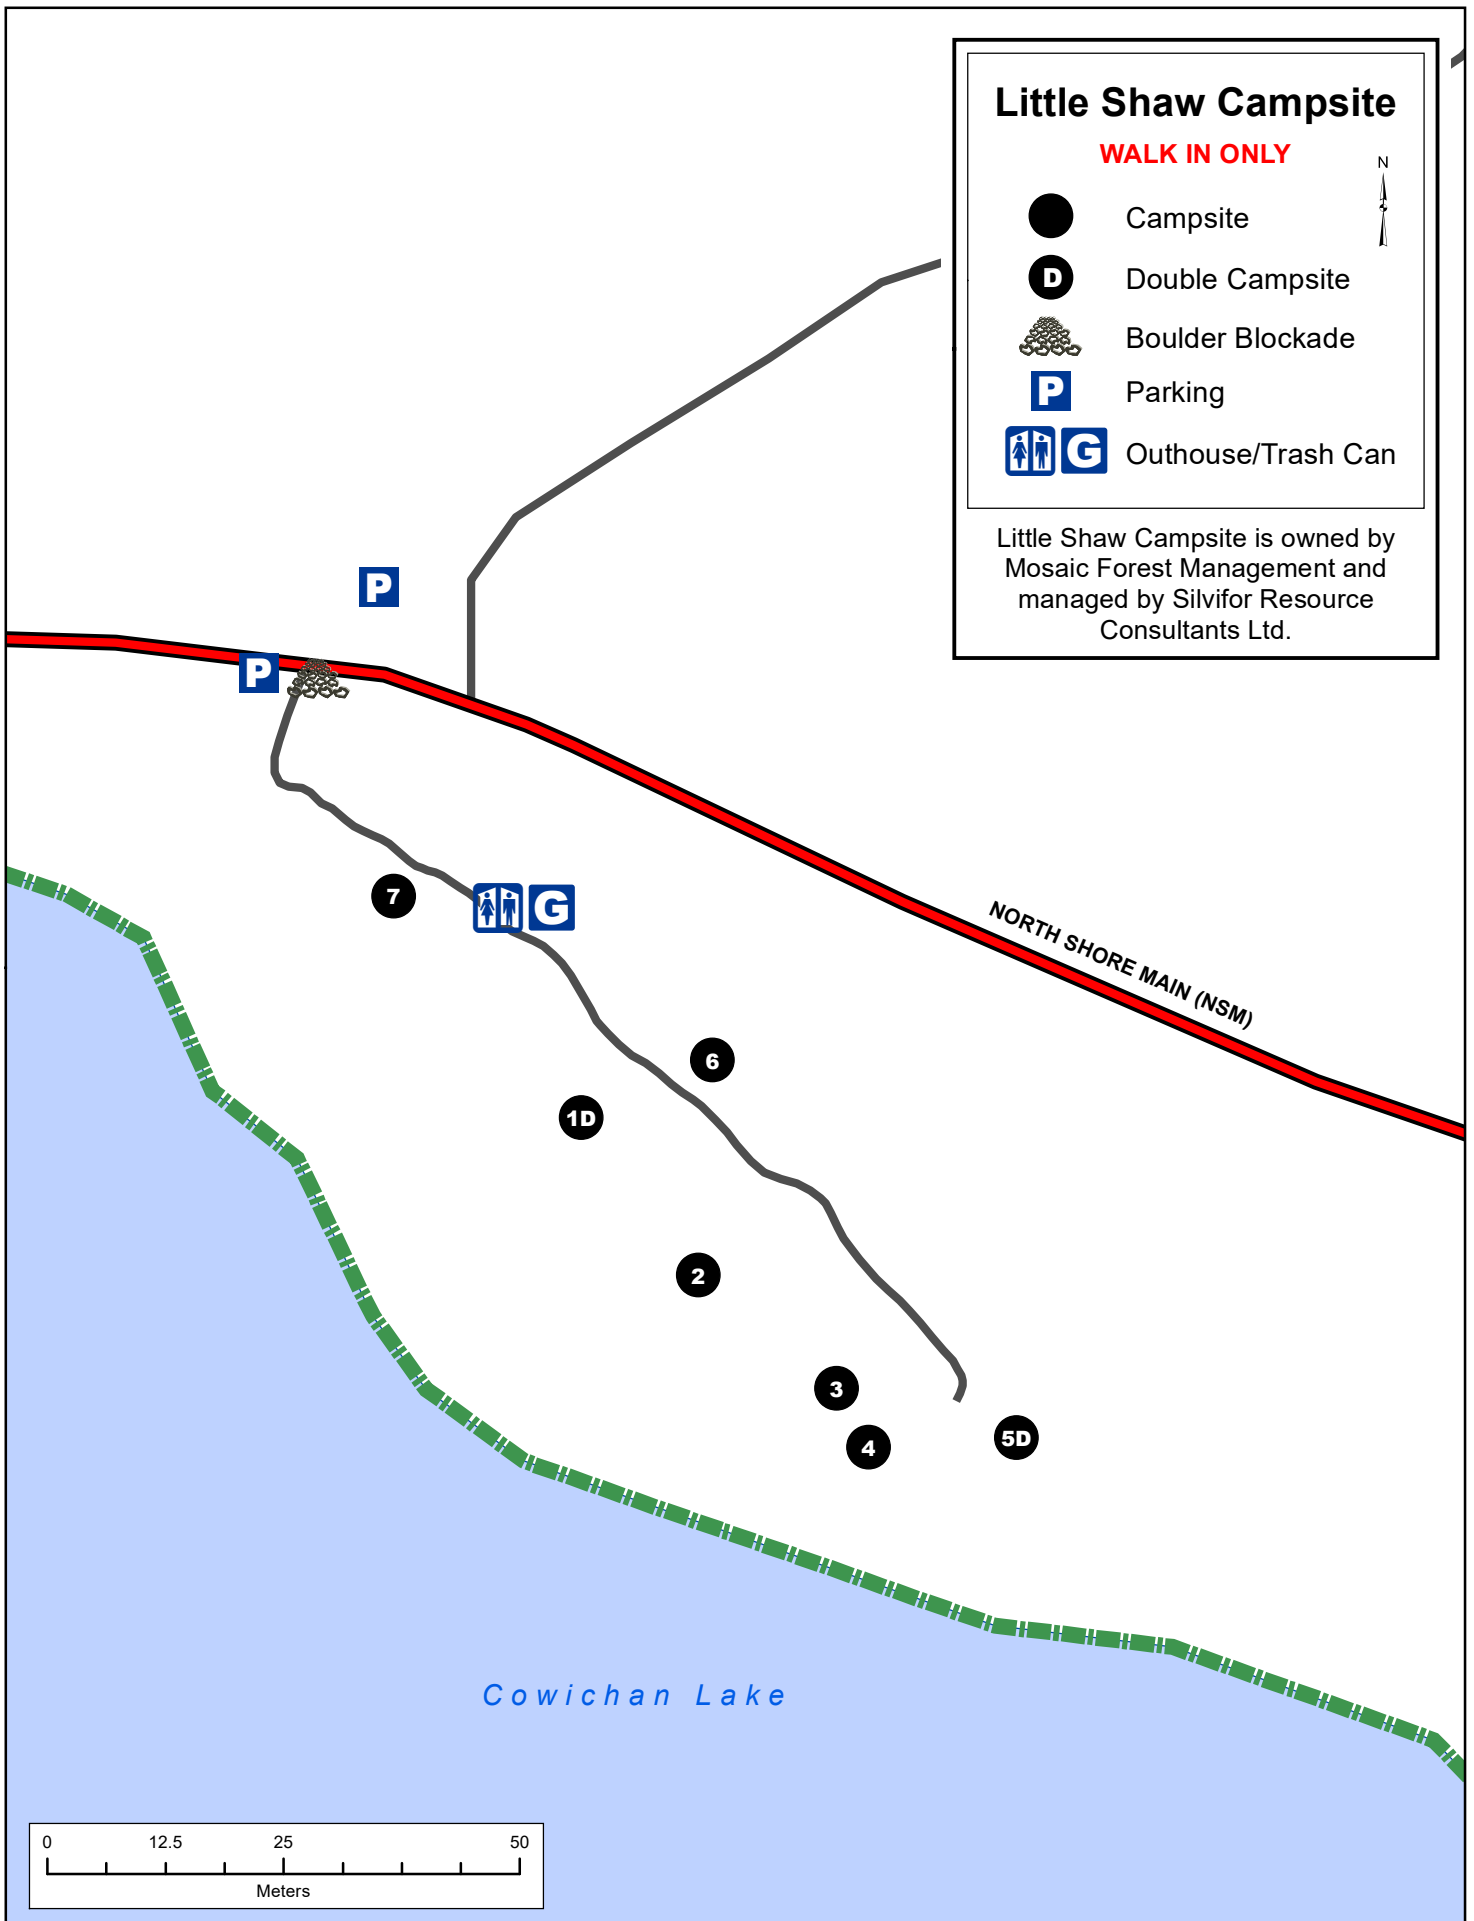 Little Shaw Campsite
WALK IN ONLY
N
Campsite
D
Double Campsite
Boulder Blockade
P
Parking
G
Outhouse/Trash Can
Little Shaw Campsite is owned by
Mosaic Forest Management and
managed by Silvifor Resource
Consultants Ltd.
P
P
7
G
NORTH SHORE MAIN (NSM)
6
1D
2
3
4
5D
Cowichan Lake
0 12.5 25 50
Meters